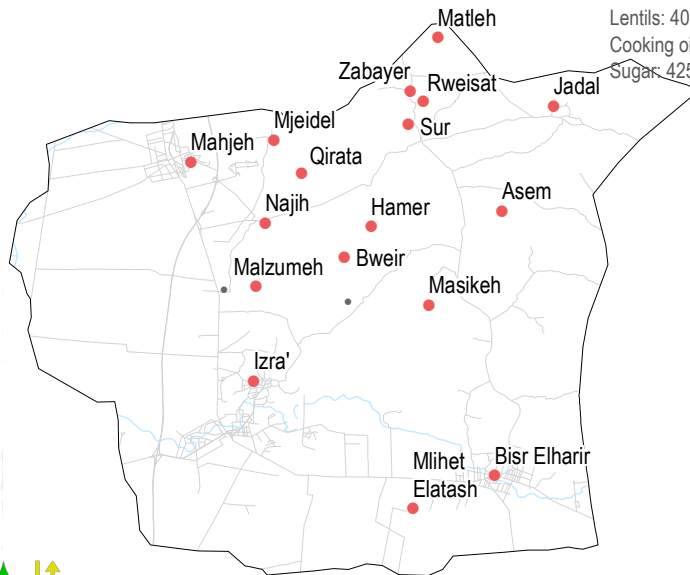 Matleh
Lentils: 40
Cooking oi
Sugar: 425
Zabayer
Rweisat
Jadal
Mjeidel
Sur
Mahjeh
Qirata
Najih
Hamer
Asem
Bweir
Malzumeh
Masikeh
Izra'
Mlihet
Elatash
Bisr Elharir